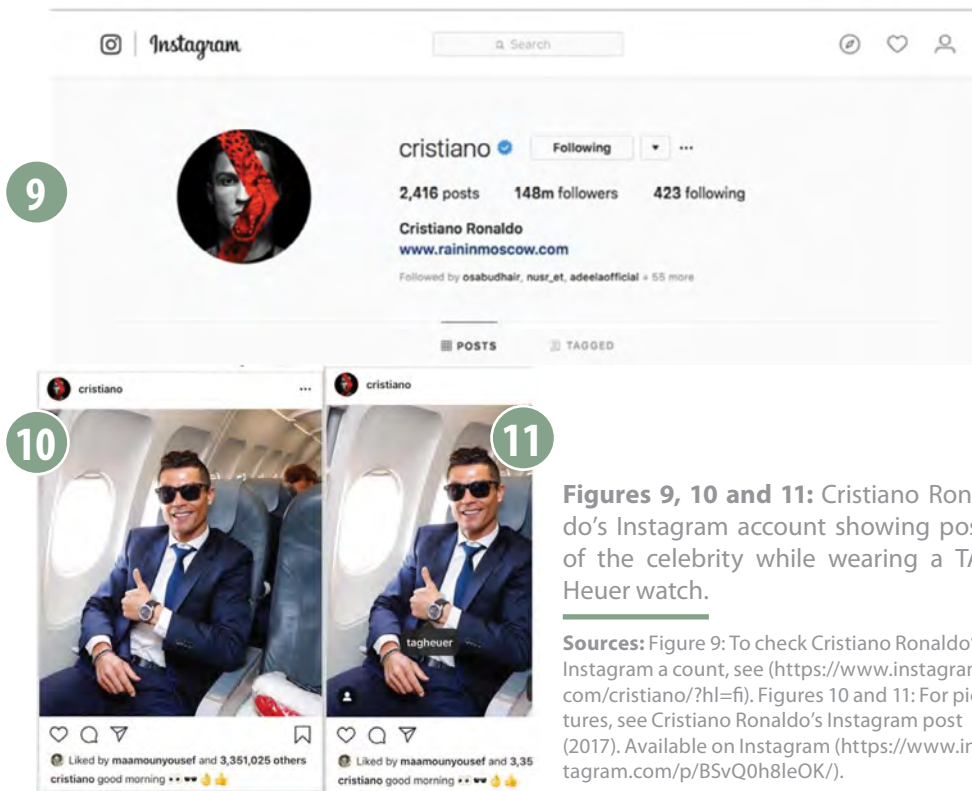 Instagram
Search
9
cristiano Following ...
2,416 posts 148m followers 423 following
Cristiano Ronaldo
www.raininmoscow.com
Followed by osabudhair, nusr_et, adeelaofficial + 55 more
POSTS TAGGED
cristiano ...
10
Liked by maamounyousef and 3,351,025 others
cristiano good morning 👀 🕶️ 👌 👍
cristiano
11
tagheuer
Liked by maamounyousef and 3,35
cristiano good morning 👀 🕶️ 👌 👍
Figures 9, 10 and 11: Cristiano Ron
do’s Instagram account showing pos
of the celebrity while wearing a TA
Heuer watch.
Sources: Figure 9: To check Cristiano Ronaldo’
Instagram a count, see (https://www.instagram
com/cristiano/?hl=fi). Figures 10 and 11: For pic
tures, see Cristiano Ronaldo’s Instagram post
(2017). Available on Instagram (https://www.in
tagram.com/p/BSvQ0h8leOK/).